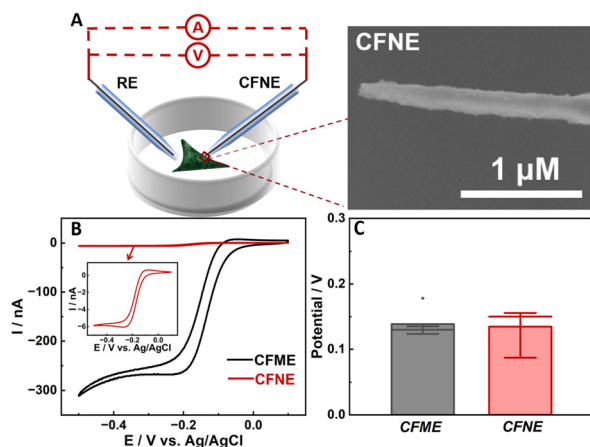 A
A
V
RE
CFNE
CFNE
1 µM
B
0
-100
-200
-300
I / nA
-0.4
-0.2
0.0
E / V vs. Ag/AgCl
0
-2
-4
-6
I / nA
-0.4
-0.2
0.0
E / V vs. Ag/AgCl
CFME
CFNE
C
0.3
0.2
0.1
0.0
Potential / V
CFME
CFNE